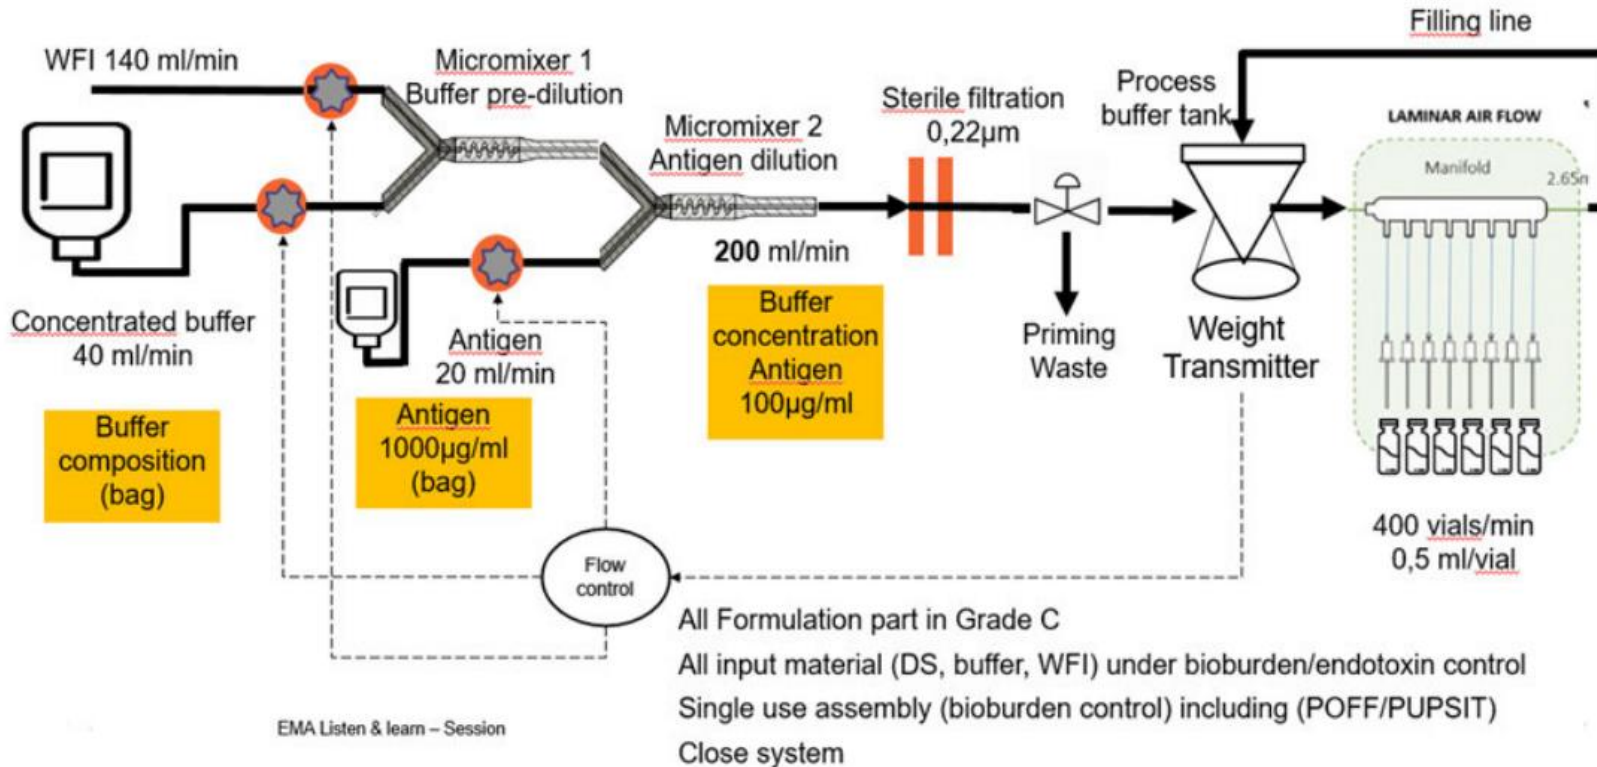 Filling line
WFI 140 ml/min
Micromixer 1
Buffer pre-dilution
Micromixer 2
Antigen dilution
Sterile filtration
0,22µm
Process
buffer tank
LAMINAR AIR FLOW
Manifold
Concentrated buffer
40 ml/min
Buffer
composition
(bag)
Antigen
20 ml/min
Antigen
1000µg/ml
(bag)
200 ml/min
Buffer
concentration
Antigen
100µg/ml
Priming
Waste
Weight
Transmitter
400 vials/min
0,5 ml/vial
Flow
control
All Formulation part in Grade C
All input material (DS, buffer, WFI) under bioburden/endotoxin control
Single use assembly (bioburden control) including (POFF/PUPSIT)
Close system
EMA Listen & learn – Session